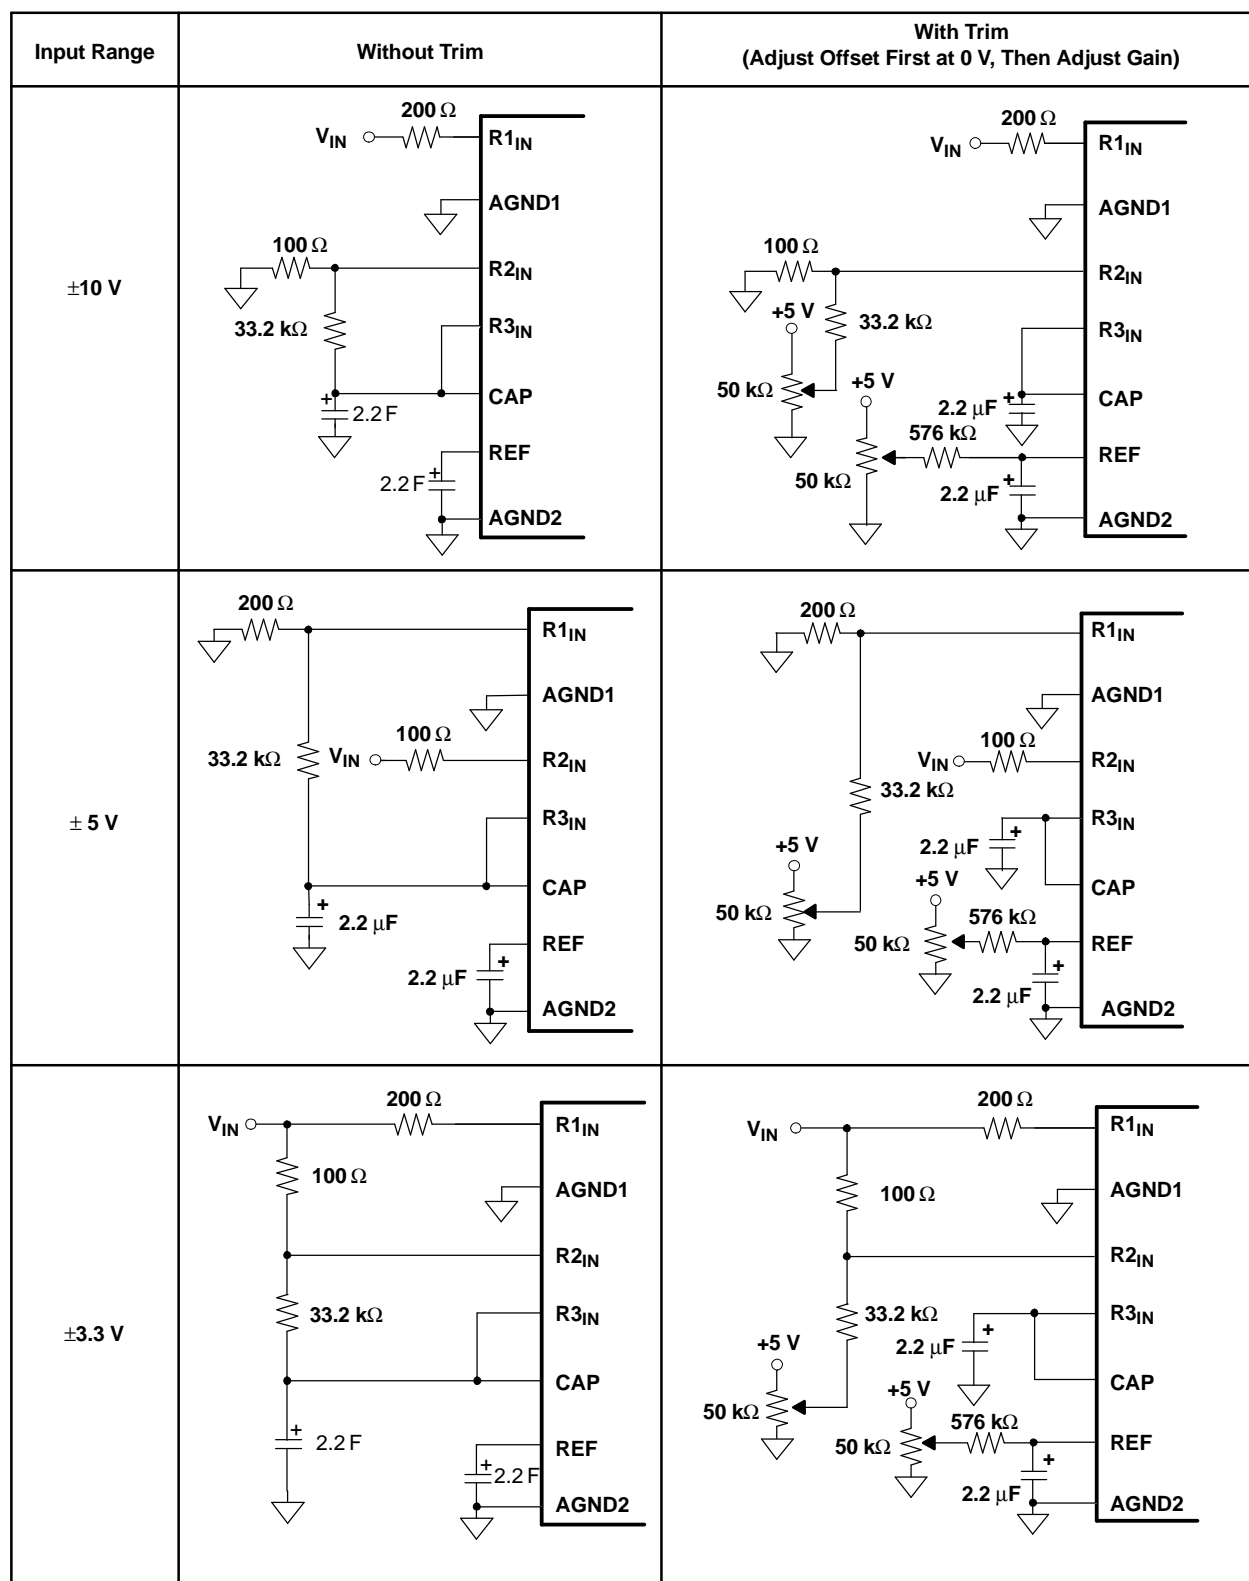 Input Range
Without Trim
With Trim
(Adjust Offset First at 0 V, Then Adjust Gain)
±10 V
200 Ω
VIN
R1IN
AGND1
100 Ω
R2IN
33.2 kΩ
R3IN
CAP
+
2.2 F
REF
+
2.2 F
AGND2
200 Ω
VIN
R1IN
AGND1
100 Ω
R2IN
+5 V
33.2 kΩ
R3IN
50 kΩ
+5 V
+
CAP
2.2 μF
576 kΩ
REF
50 kΩ
+
2.2 μF
AGND2
± 5 V
200 Ω
R1IN
AGND1
100 Ω
33.2 kΩ
VIN
R2IN
R3IN
CAP
+
2.2 μF
REF
+
2.2 μF
AGND2
200 Ω
R1IN
AGND1
100 Ω
VIN
R2IN
33.2 kΩ
R3IN
+
2.2 μF
+5 V
+5 V
CAP
50 kΩ
576 kΩ
50 kΩ
REF
+
2.2 μF
AGND2
±3.3 V
200 Ω
VIN
R1IN
100 Ω
AGND1
R2IN
33.2 kΩ
R3IN
CAP
+
2.2 F
REF
+
2.2 F
AGND2
200 Ω
VIN
R1IN
100 Ω
AGND1
R2IN
33.2 kΩ
R3IN
+
2.2 μF
+5 V
CAP
+5 V
50 kΩ
576 kΩ
50 kΩ
REF
+
2.2 μF
AGND2